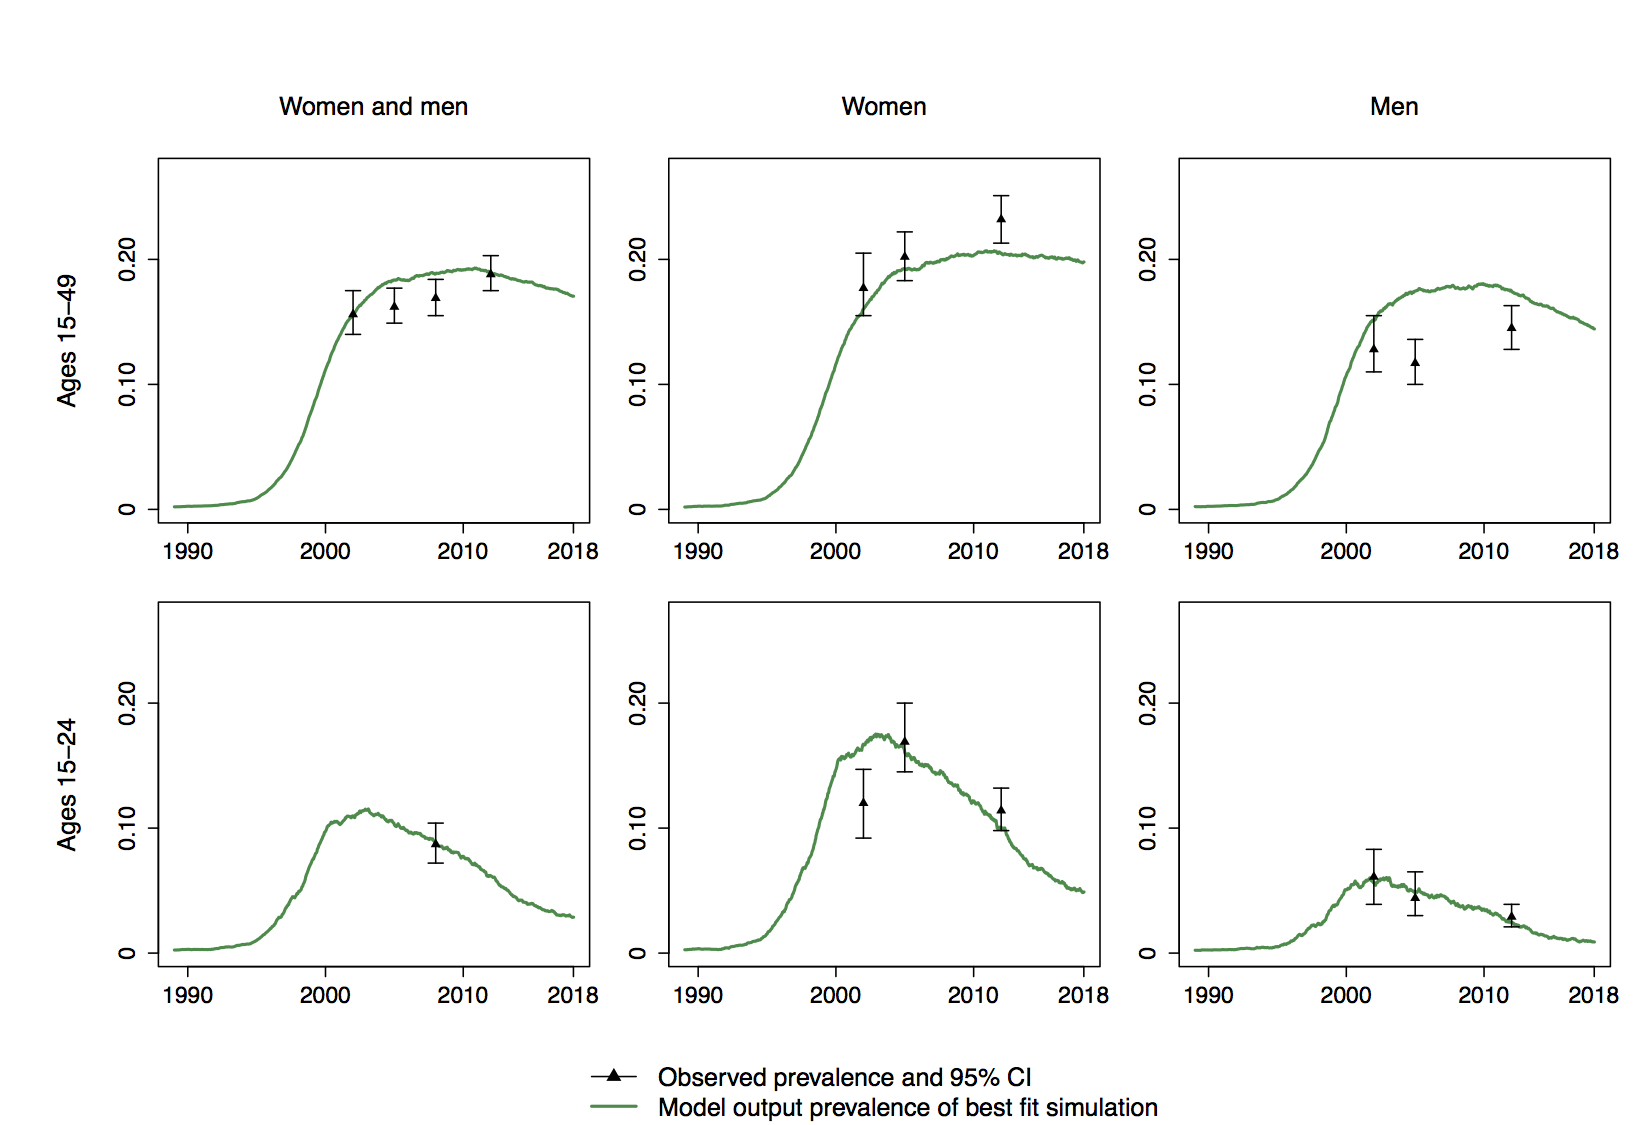 Women and men
Women
Men
Ages 15–49
0.20
0.10
0
1990 2000 2010 2018
0.20
0.10
0
1990 2000 2010 2018
0.20
0.10
0
1990 2000 2010 2018
Ages 15–24
0.20
0.10
0
1990 2000 2010 2018
0.20
0.10
0
1990 2000 2010 2018
0.20
0.10
0
1990 2000 2010 2018
Observed prevalence and 95% CI
Model output prevalence of best fit simulation